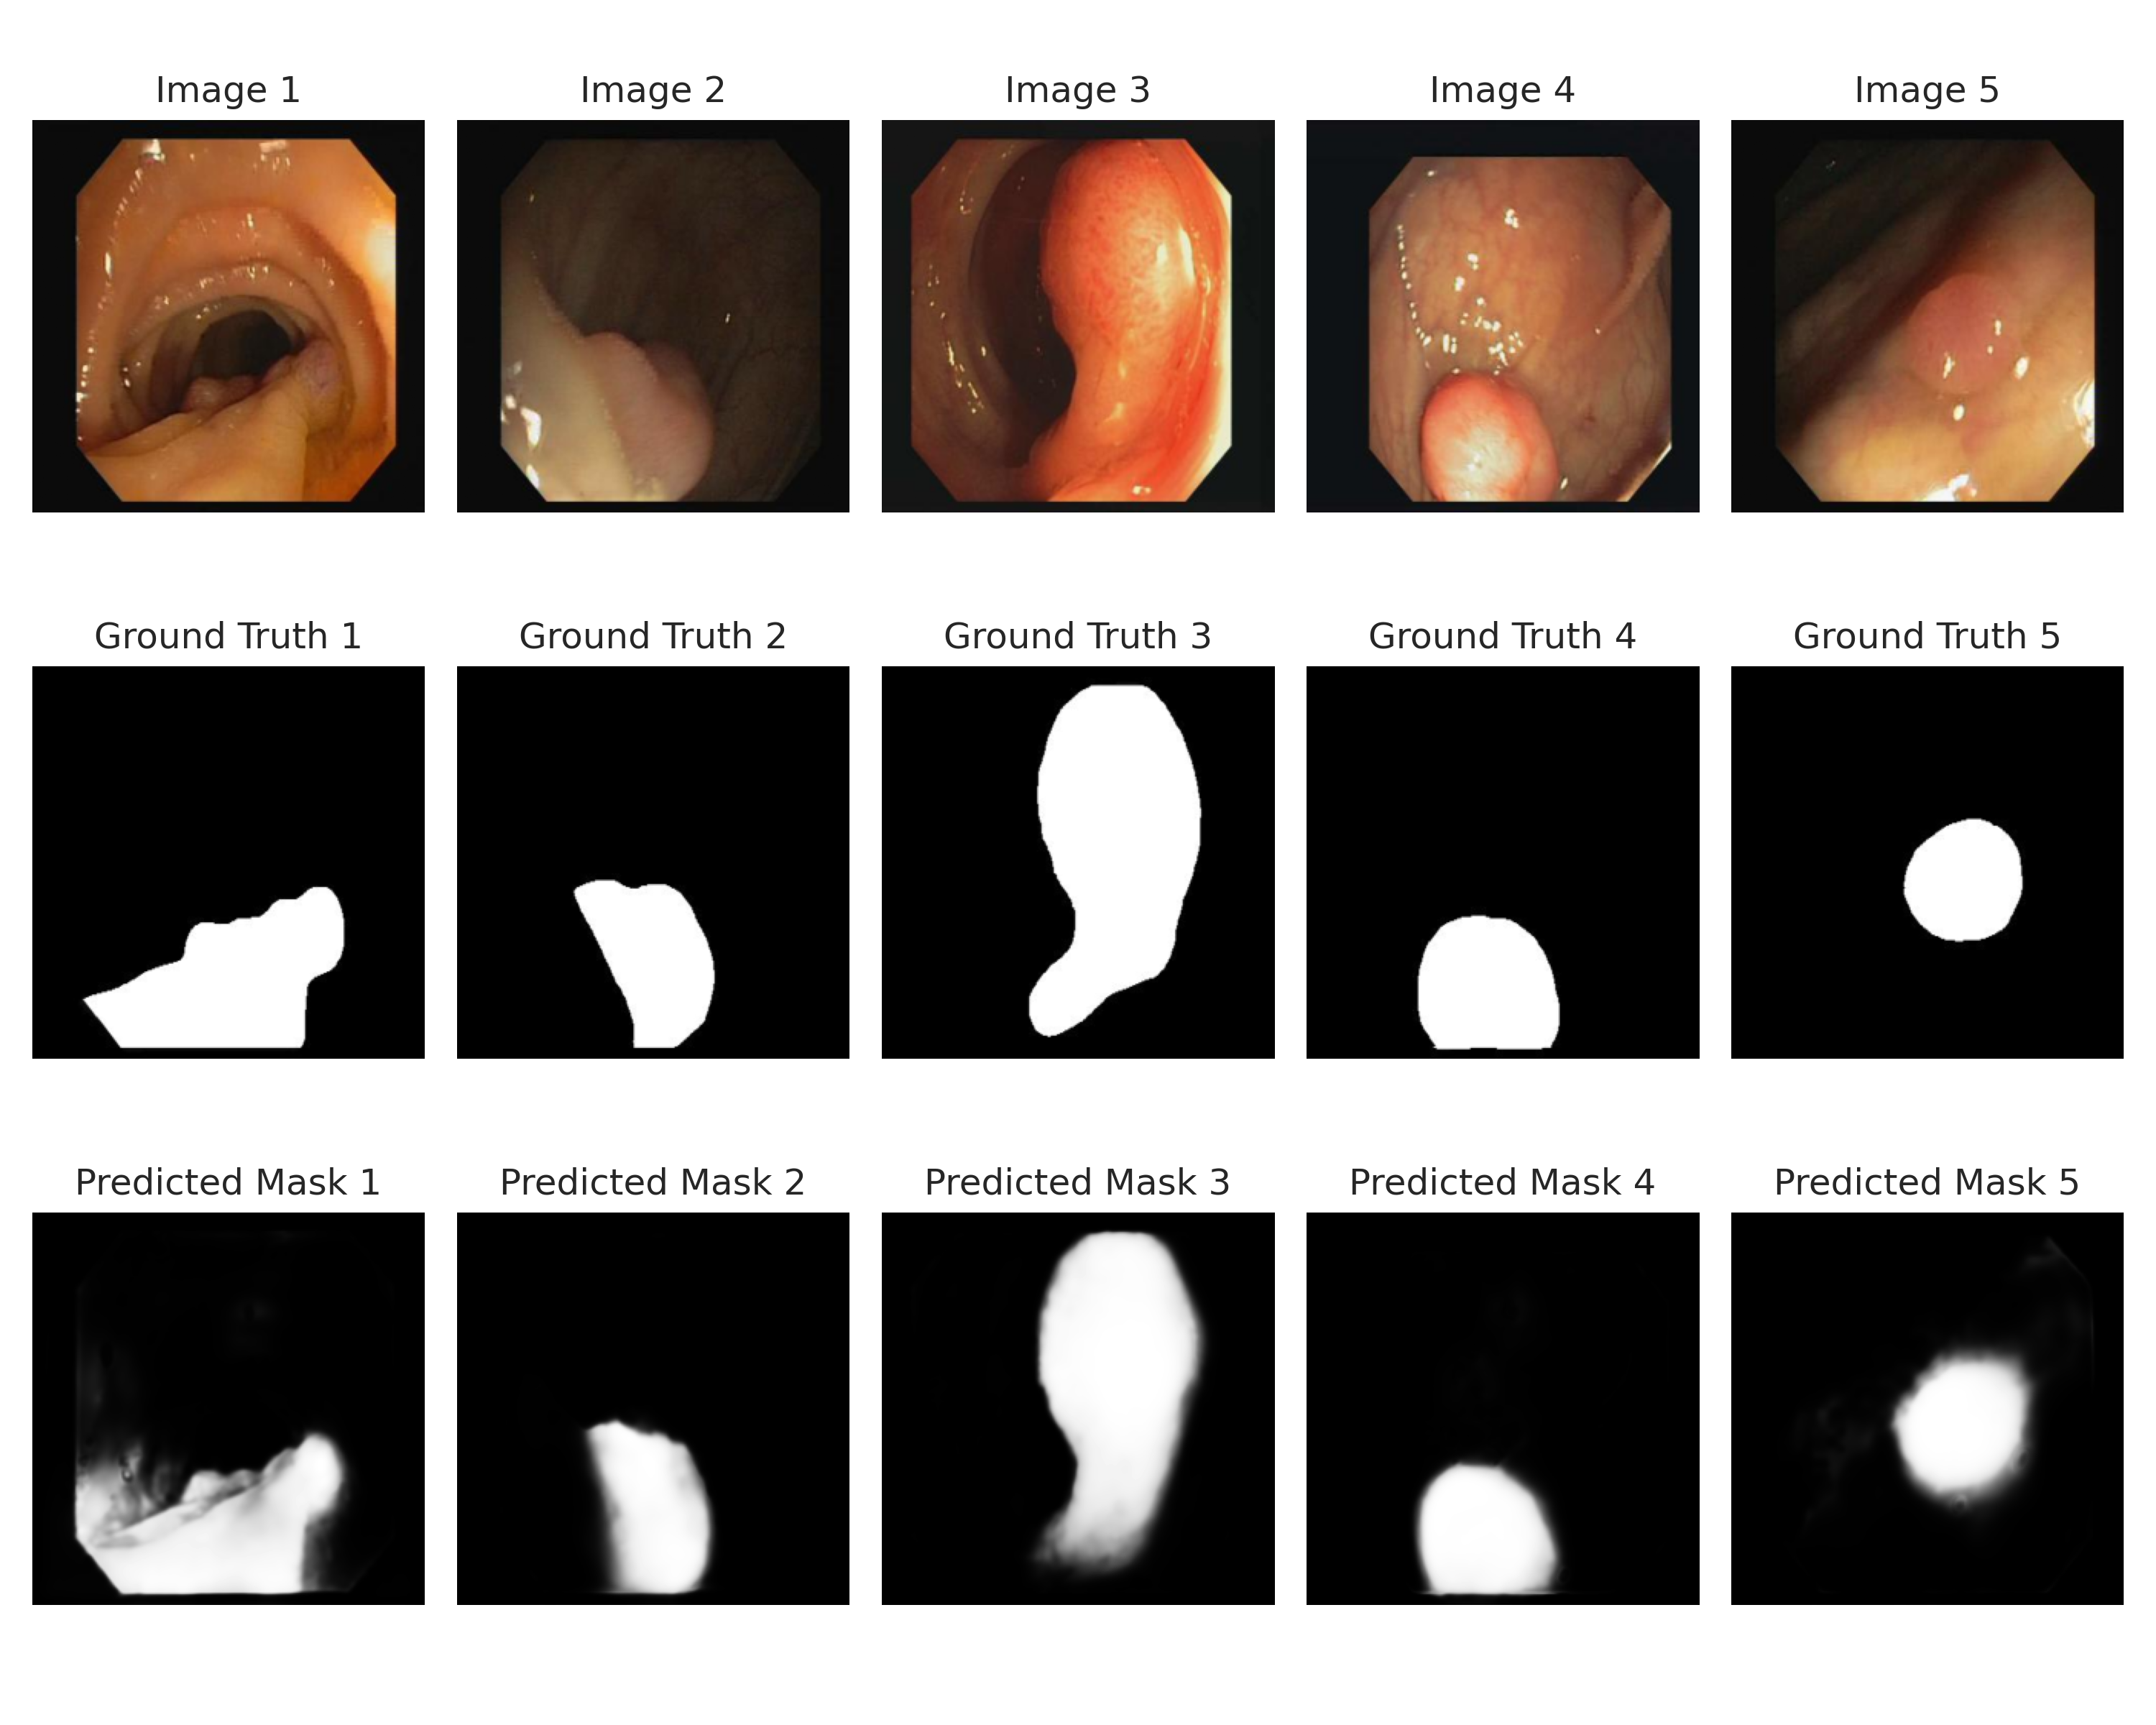 Image 1
Image 2
Image 3
Image 4
Image 5
Ground Truth 1
Ground Truth 2
Ground Truth 3
Ground Truth 4
Ground Truth 5
Predicted Mask 1
Predicted Mask 2
Predicted Mask 3
Predicted Mask 4
Predicted Mask 5